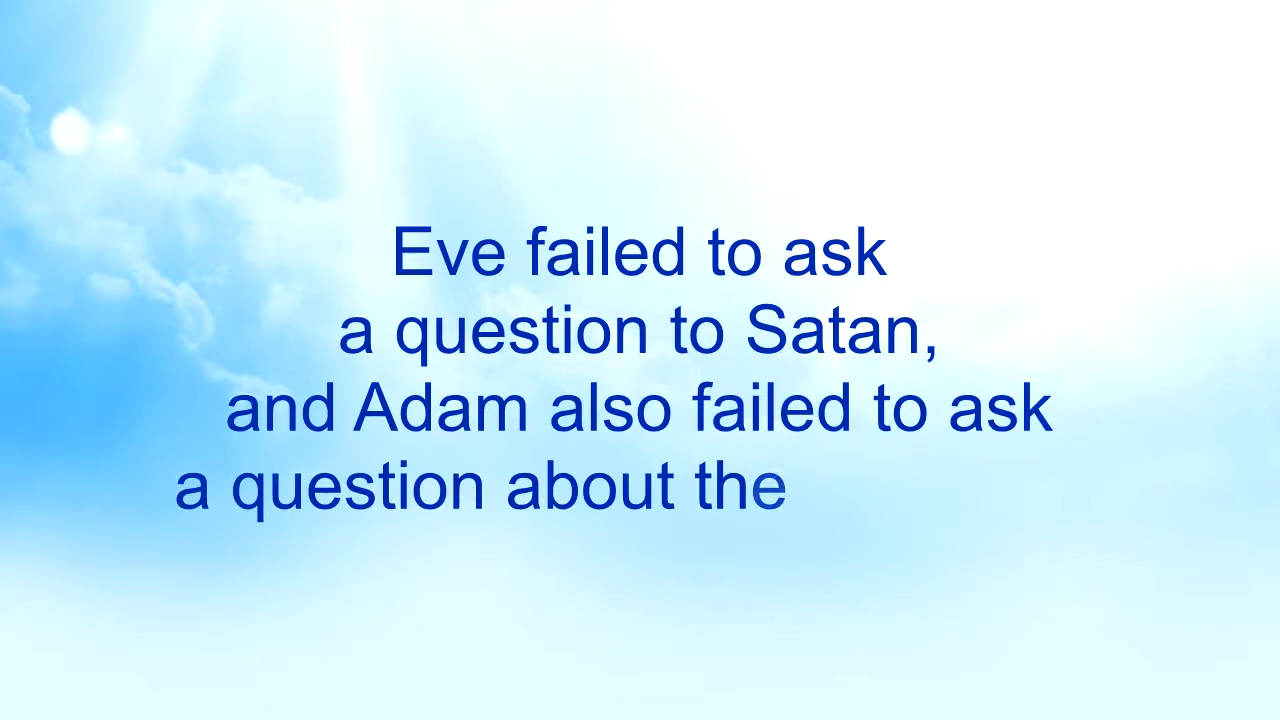 Eve failed to ask
a question to Satan,
and Adam also failed to ask
a question about the